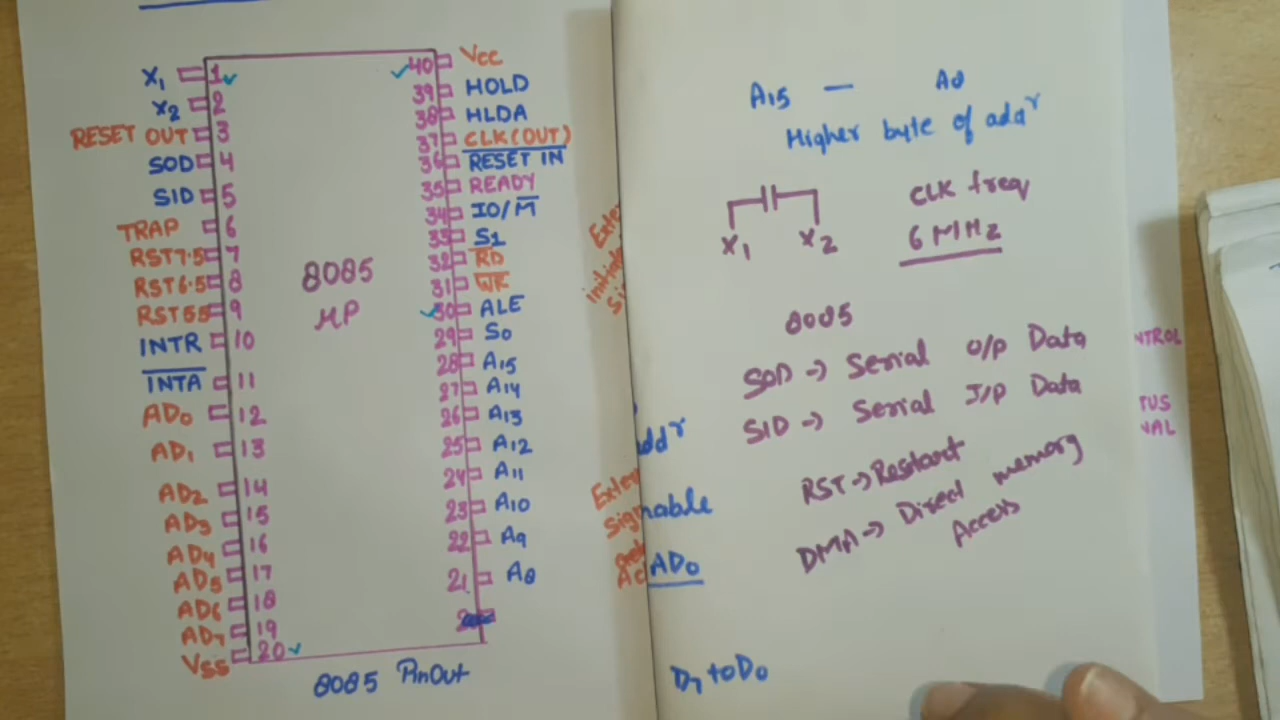 X1 1 40 Vcc
X2 2 39 HOLD
RESET OUT 3 38 HLDA
SOD 4 37 CLK(OUT)
SID 5 36 RESET IN
TRAP 6 35 READY
RST7.5 7 34 IO/M
RST6.5 8 33 S1
RST5.5 9 32 RD
INTR 10 31 WR
INTA 11 30 ALE
AD0 12 29 S0
AD1 13 28 A15
AD2 14 27 A14
AD3 15 26 A13
AD4 16 25 A12
AD5 17 24 A11
AD6 18 23 A10
AD7 19 22 A9
VSS 20 21 A8
8085
μP
8085 PinOut
A15 — A8
Higher byte of addr
X1 X2
CLK freq
6 MHz
8085
SOD → Serial O/P Data
SID → Serial I/P Data
RST → Restart
DMA → Direct memory
Access
addr
nable
AD0
D7 to D0
NTROL
TUS
NAL